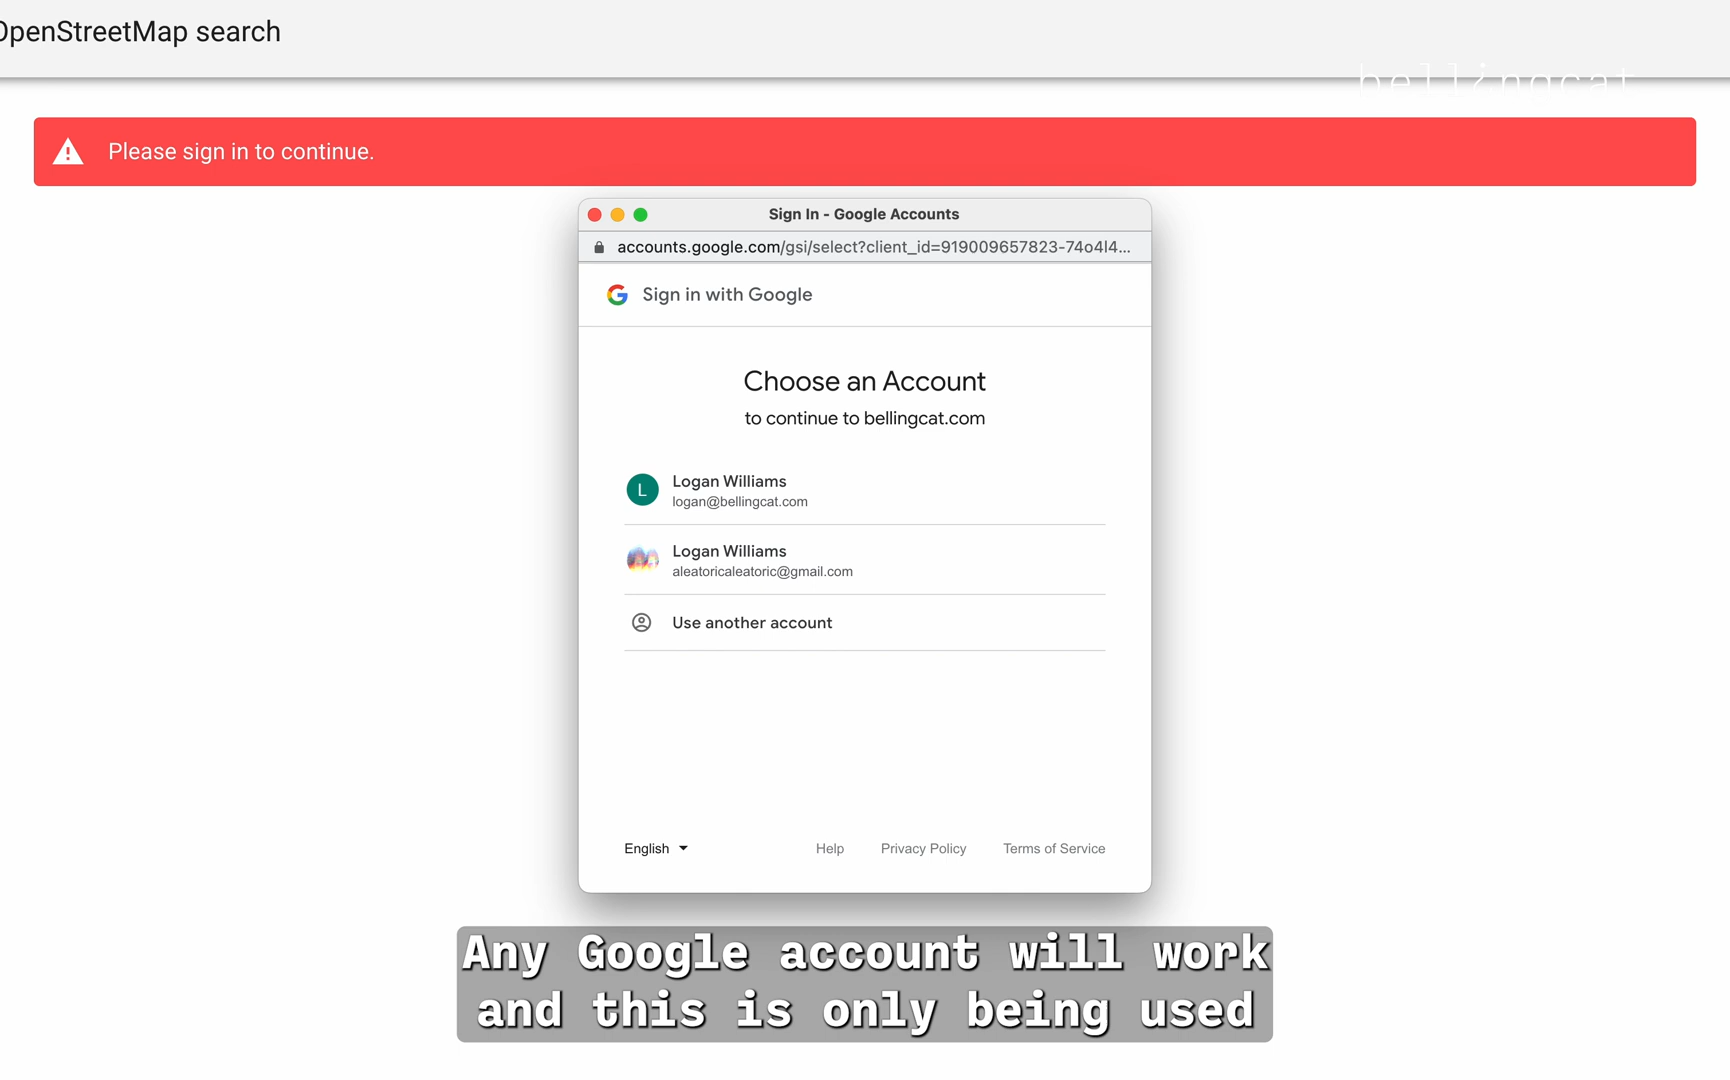 OpenStreetMap search
bellingcat
Please sign in to continue.
Sign In - Google Accounts
accounts.google.com/gsi/select?client_id=919009657823-74o4l4...
Sign in with Google
Choose an Account
to continue to bellingcat.com
L
Logan Williams
logan@bellingcat.com
Logan Williams
aleatoricaleatoric@gmail.com
Use another account
English
Help Privacy Policy Terms of Service
Any Google account will work
and this is only being used